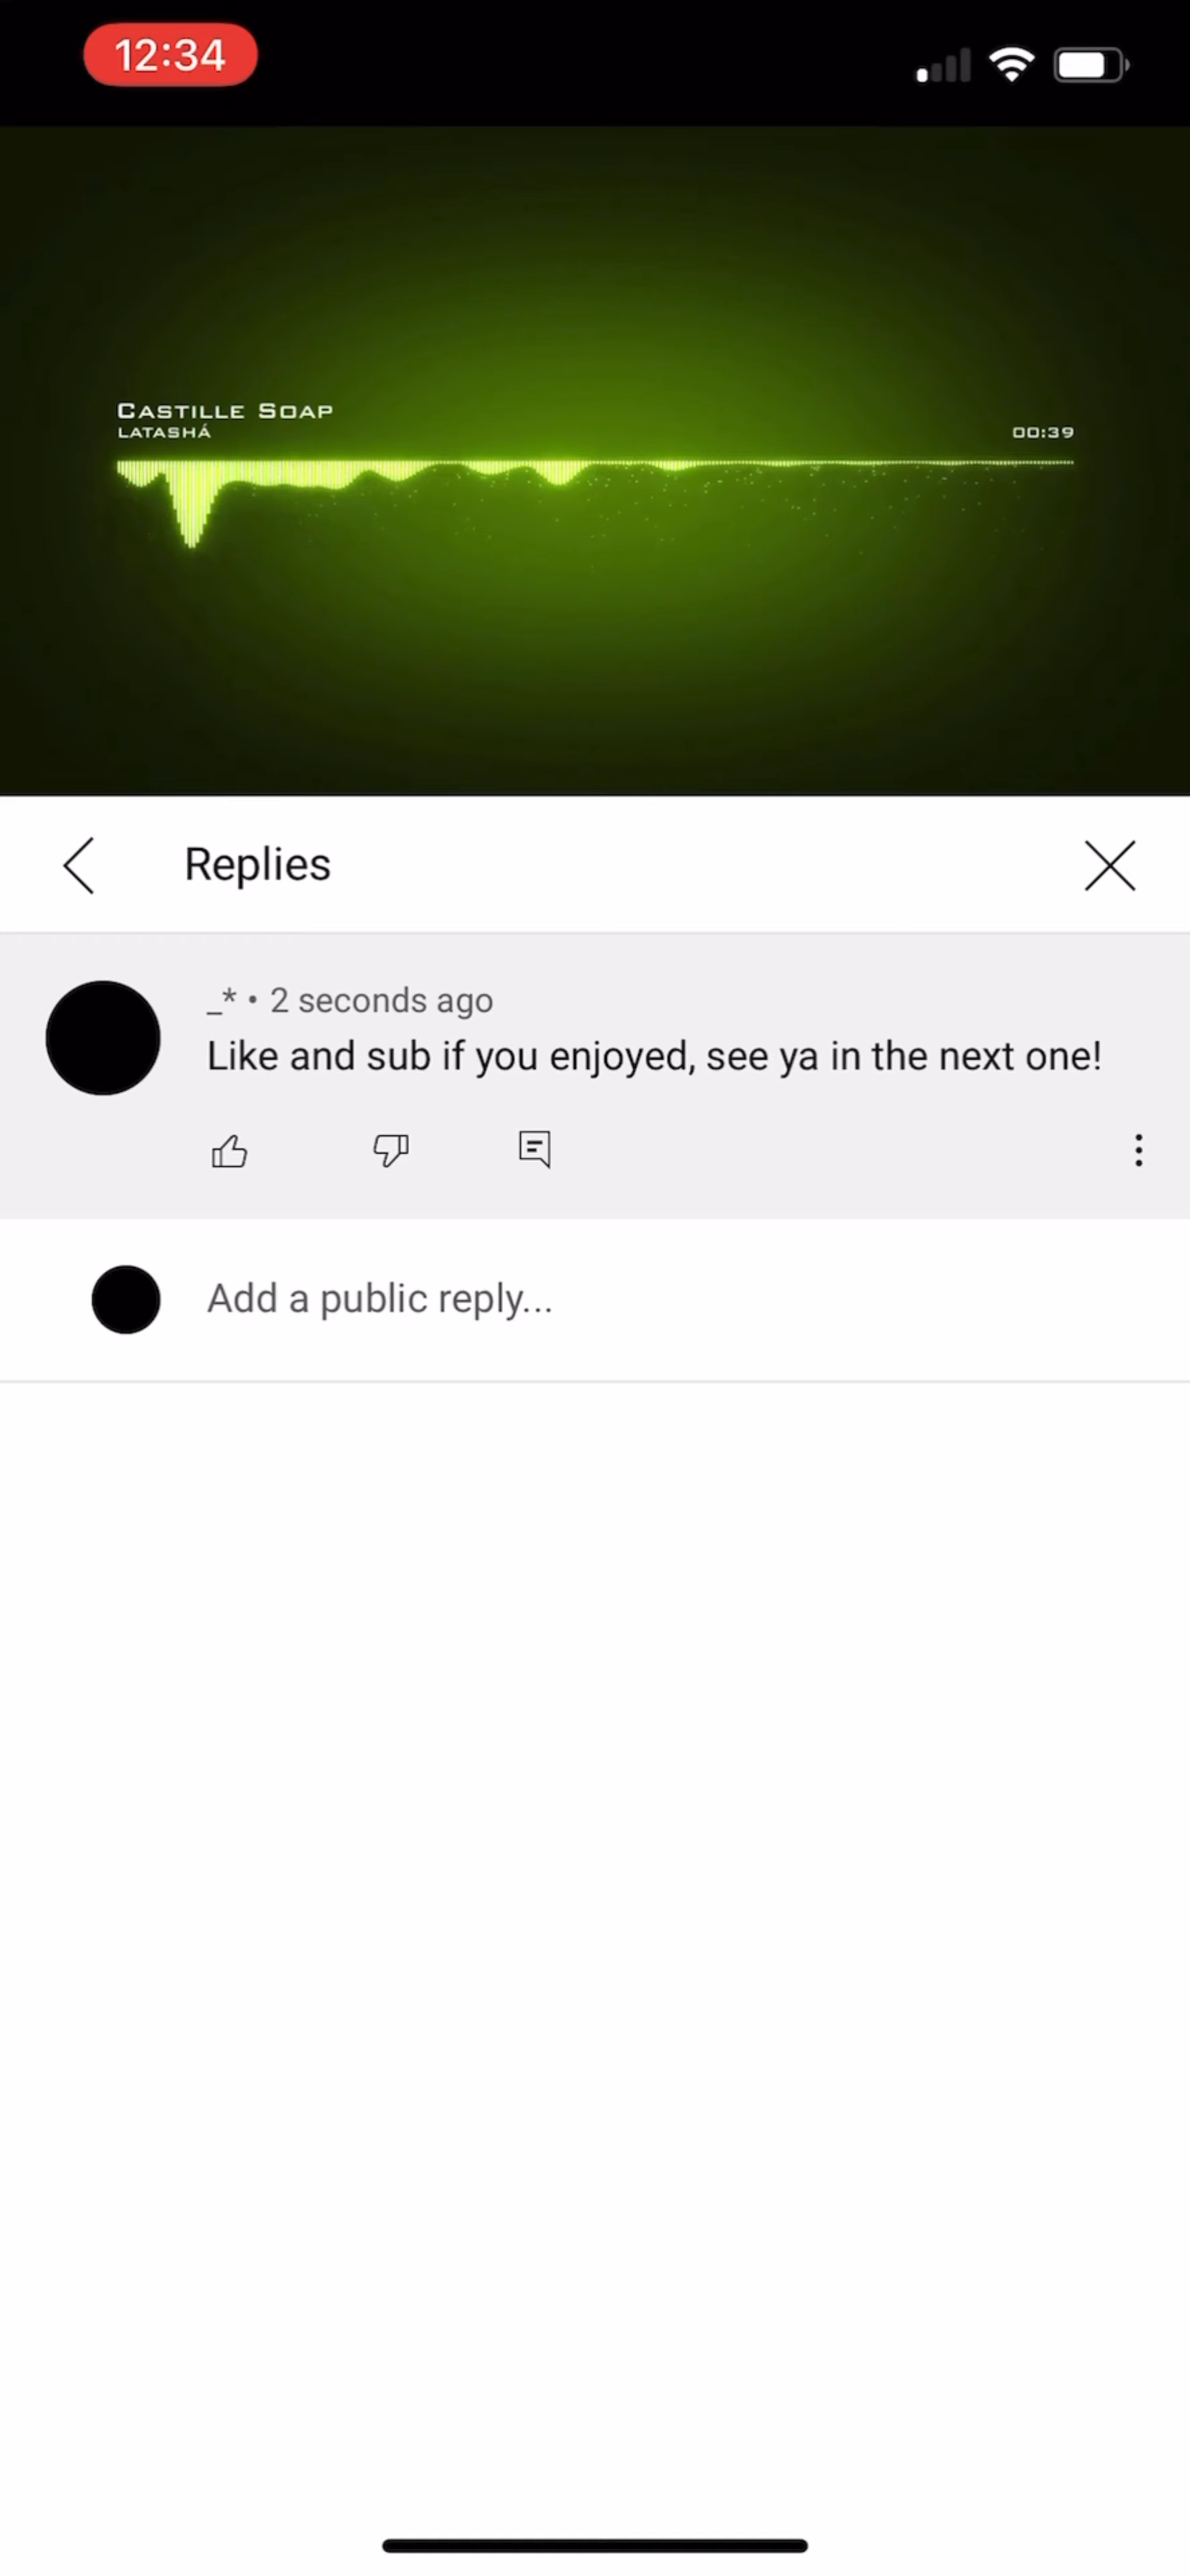 12:34
Castille Soap
LATASHÁ
00:39
Replies
_* • 2 seconds ago
Like and sub if you enjoyed, see ya in the next one!
Add a public reply...